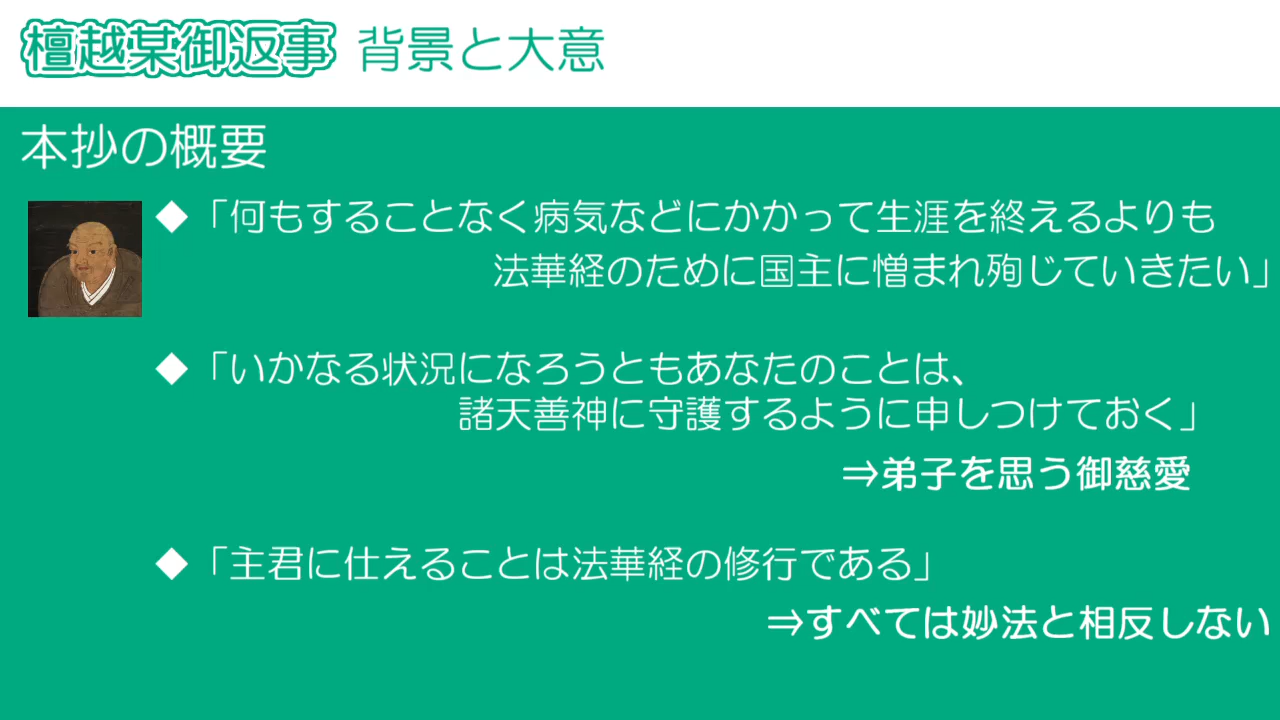 檀越某御返事 背景と大意
本抄の概要
◆「何もすることなく病気などにかかって生涯を終えるよりも
法華経のために国主に憎まれ殉じていきたい」
◆「いかなる状況になろうともあなたのことは、
諸天善神に守護するように申しつけておく」
⇒弟子を思う御慈愛
◆「主君に仕えることは法華経の修行である」
⇒すべては妙法と相反しない